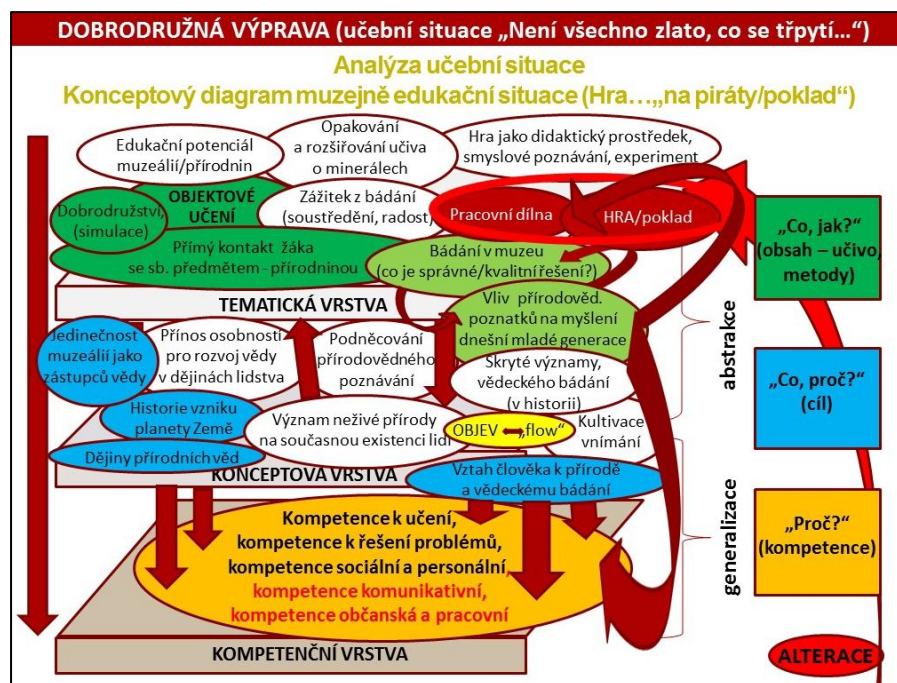 DOBRODRUŽNÁ VÝPRAVA (učební situace „Není všechno zlato, co se třpytí…“)
Analýza učební situace
Konceptový diagram muzejně edukační situace (Hra…„na piráty/poklad“)
Edukační potenciál
muzeálií/přírodnin
Opakování
a rozšiřování učiva
o minerálech
Hra jako didaktický prostředek,
smyslové poznávání, experiment
Dobrodružství,
(simulace)
OBJEKTOVÉ
UČENÍ
Zážitek z bádání
(soustředění, radost)
Pracovní dílna
HRA/poklad
Přímý kontakt žáka
se sb. předmětem - přírodninou
Bádání v muzeu
(co je správné/kvalitní řešení?)
TEMATICKÁ VRSTVA
Vliv přírodověd.
poznatků na myšlení
dnešní mladé generace
Jedinečnost
muzeálií jako
zástupců vědy
Přínos osobností
pro rozvoj vědy
v dějinách lidstva
Podněcování
přírodovědného
poznávání
Skryté významy,
vědeckého bádání
(v historii)
Historie vzniku
planety Země
Význam neživé přírody
na současnou existenci lidí
OBJEV
„flow“
Kultivace
vnímání
Dějiny přírodních věd
KONCEPTOVÁ VRSTVA
Vztah člověka k přírodě
a vědeckému bádání
Kompetence k učení,
kompetence k řešení problémů,
kompetence sociální a personální,
kompetence komunikativní,
kompetence občanská a pracovní
KOMPETENČNÍ VRSTVA
abstrakce
generalizace
„Co, jak?“
(obsah – učivo,
metody)
„Co, proč?“
(cíl)
„Proč?“
(kompetence)
ALTERACE